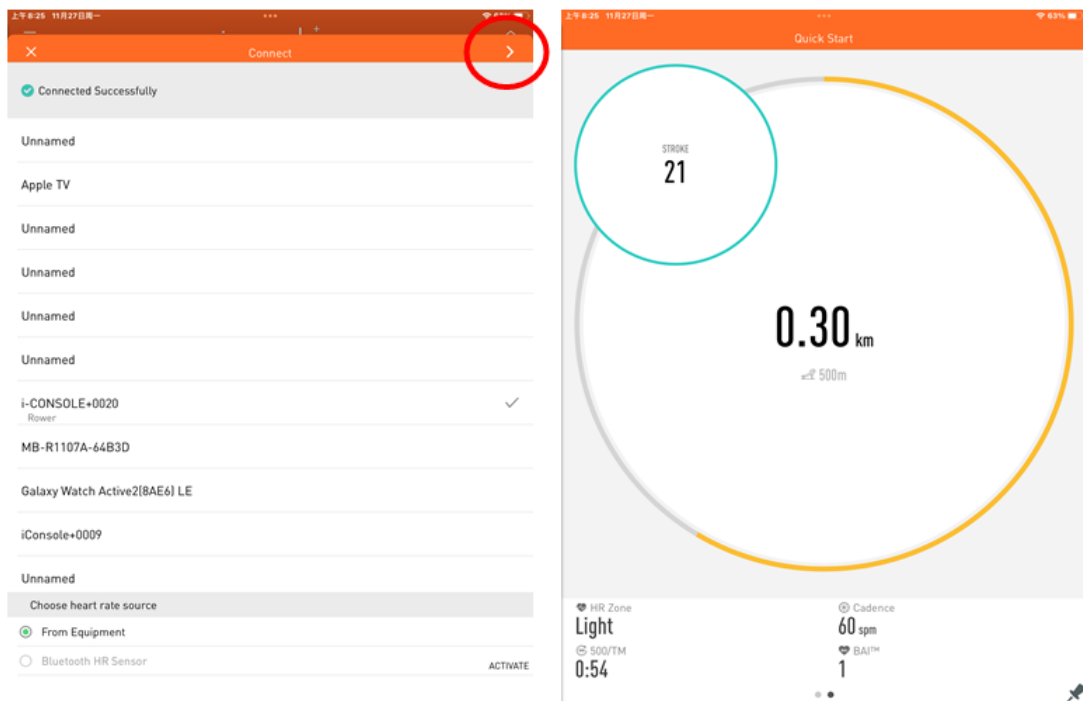 上午8:25 11月27日周一
Connect
Connected Successfully
Unnamed
Apple TV
Unnamed
Unnamed
Unnamed
Unnamed
i-CONSOLE+0020
Rower
MB-R1107A-64B3D
Galaxy Watch Active2(8AE6) LE
iConsole+0009
Unnamed
Choose heart rate source
From Equipment
Bluetooth HR Sensor
ACTIVATE
上午8:25 11月27日周一
63%
Quick Start
STROKE
21
0.30 km
500m
HR Zone
Light
Cadence
60 spm
500/TM
0:54
BAI™
1